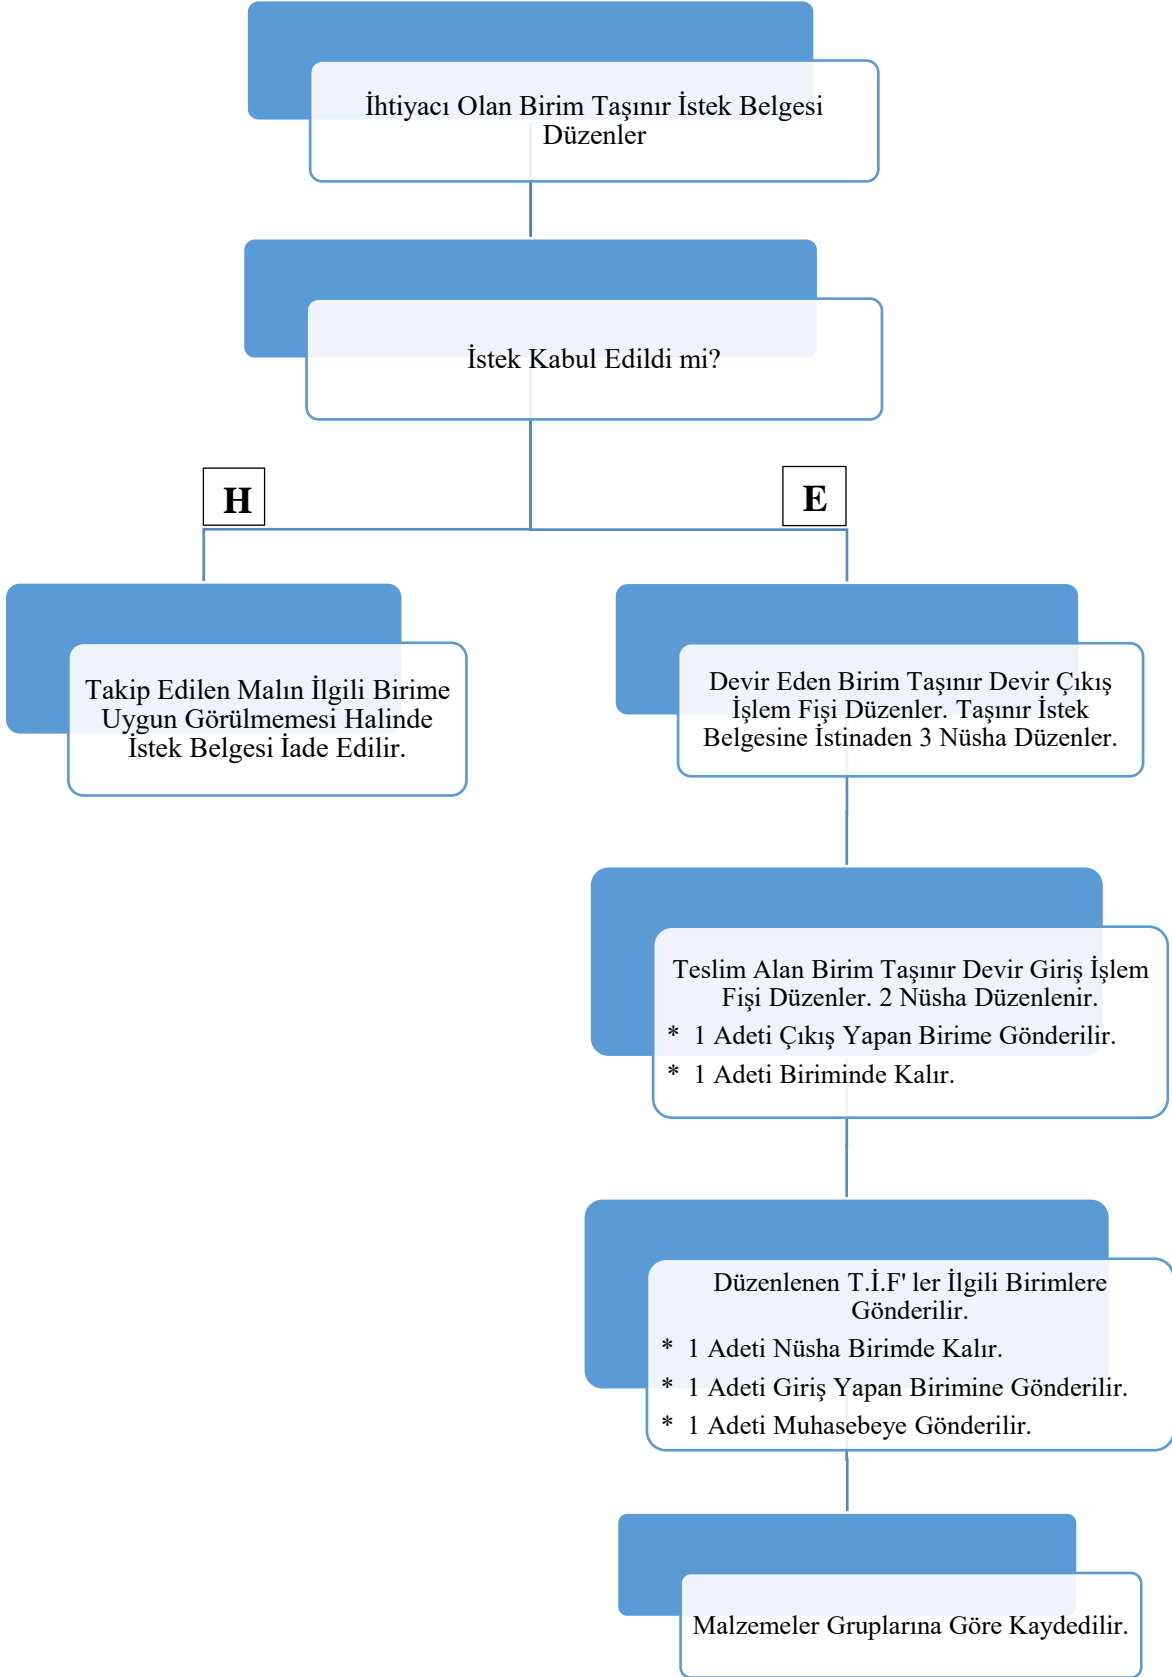 İhtiyacı Olan Birim Taşınır İstek Belgesi
Düzenler
İstek Kabul Edildi mi?
H
E
Takip Edilen Malın İlgili Birime
Uygun Görülmemesi Halinde
İstek Belgesi İade Edilir.
Devir Eden Birim Taşınır Devir Çıkış
İşlem Fişi Düzenler. Taşınır İstek
Belgesine İstinaden 3 Nüsha Düzenler.
Teslim Alan Birim Taşınır Devir Giriş İşlem
Fişi Düzenler. 2 Nüsha Düzenlenir.
* 1 Adeti Çıkış Yapan Birime Gönderilir.
* 1 Adeti Biriminde Kalır.
Düzenlenen T.İ.F' ler İlgili Birimlere
Gönderilir.
* 1 Adeti Nüsha Birimde Kalır.
* 1 Adeti Giriş Yapan Birimine Gönderilir.
* 1 Adeti Muhasebeye Gönderilir.
Malzemeler Gruplarına Göre Kaydedilir.